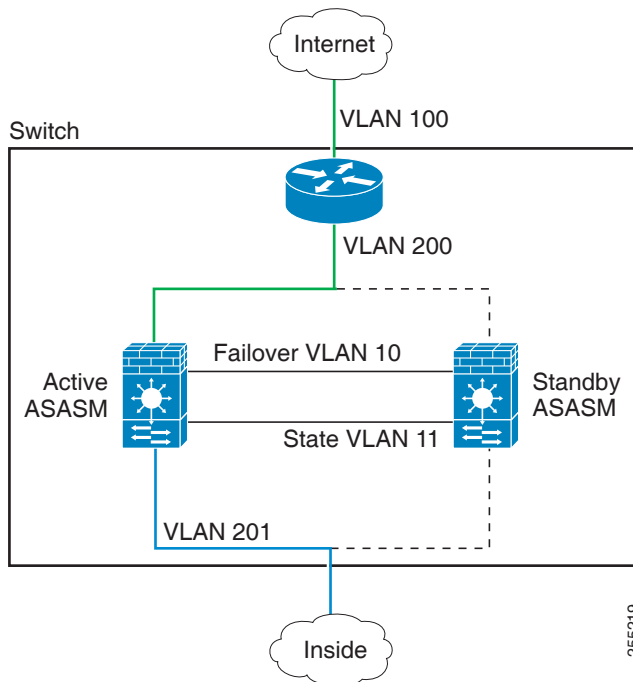 Internet
VLAN 100
Switch
VLAN 200
Failover VLAN 10
Active
ASASM
Standby
ASASM
State VLAN 11
VLAN 201
Inside
255219